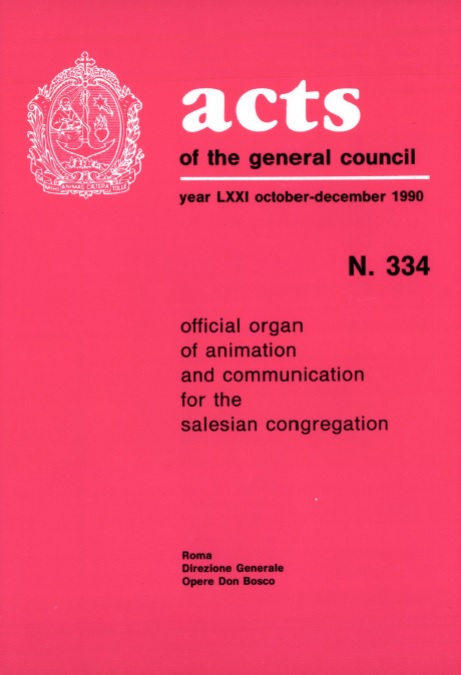 acts
of the general council
year LXXI october-december 1990
N. 334
official organ
of animation
and communication
for the
salesian congregation
Roma
Direzione Generale
Opere Don Bosco